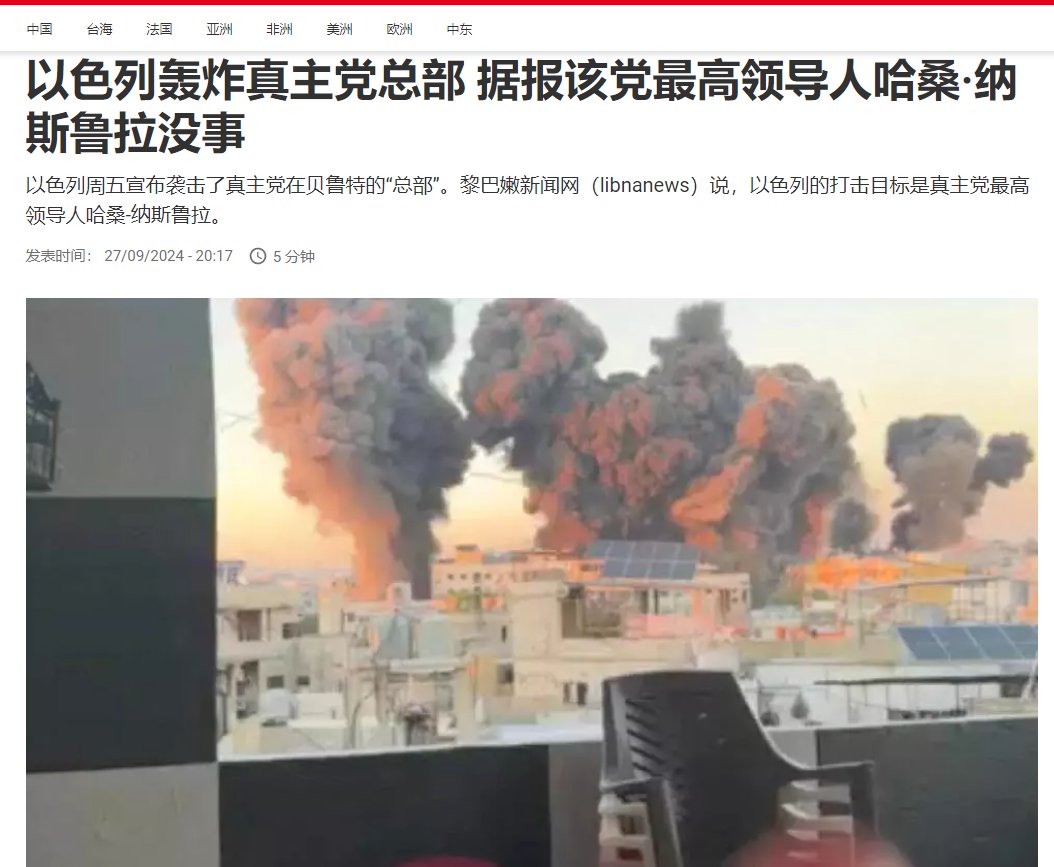 中国 台海 法国 亚洲 非洲 美洲 欧洲 中东
以色列轰炸真主党总部 据报该党最高领导人哈桑·纳
斯鲁拉没事
以色列周五宣布袭击了真主党在贝鲁特的“总部”。黎巴嫩新闻网（libnanews）说，以色列的打击目标是真主党最高
领导人哈桑-纳斯鲁拉。
发表时间： 27/09/2024 - 20:17 5 分钟